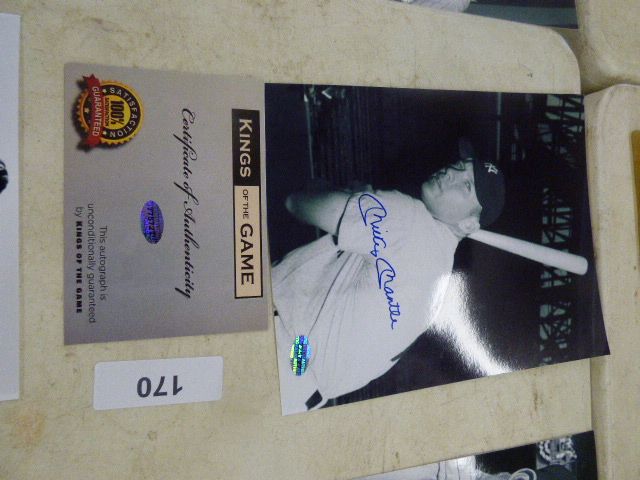 KINGS
OF THE
GAME
Certificate of Authenticity
SATISFACTION
100%
GUARANTEED
This autograph is
unconditionally guaranteed
by KINGS OF THE GAME
Mickey Mantle
NY
170